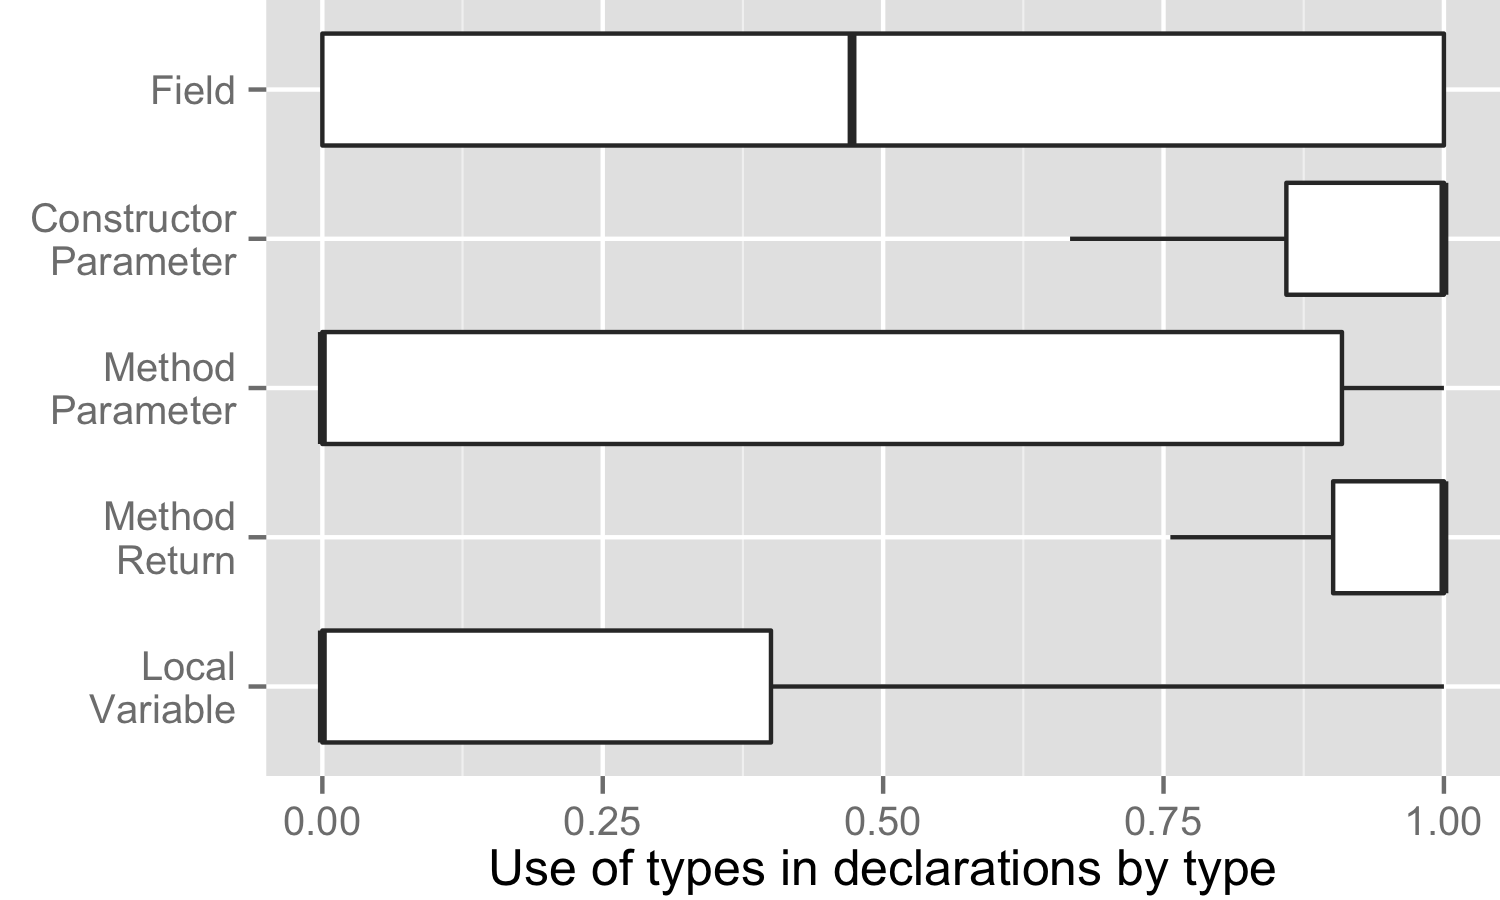 Field
Constructor
Parameter
Method
Parameter
Method
Return
Local
Variable
0.00 0.25 0.50 0.75 1.00
Use of types in declarations by type